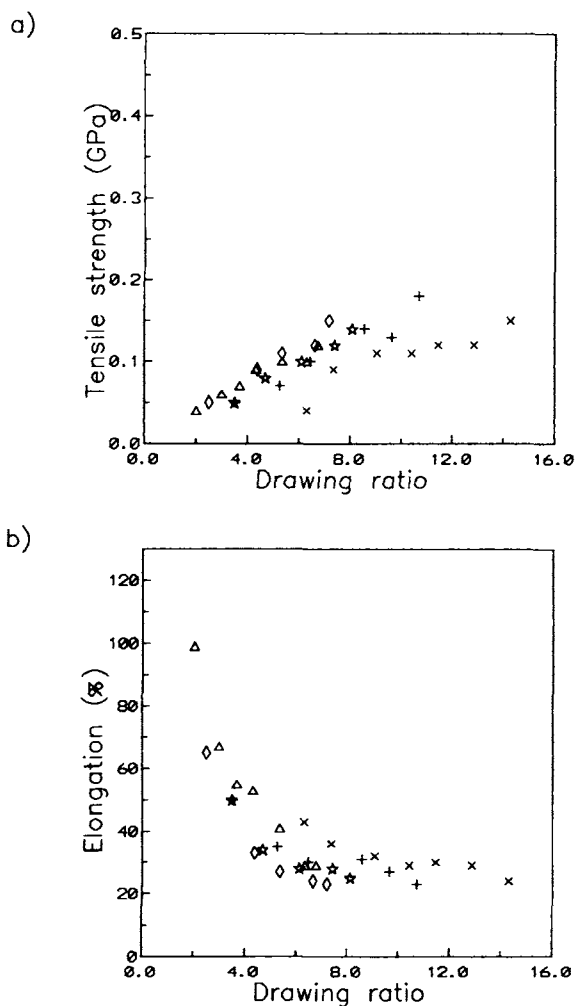 a)
0.5
0.4
0.3
0.2
0.1
0.0
Tensile strength (GPa)
0.0 4.0 8.0 12.0 16.0
Drawing ratio
b)
120
100
80
60
40
20
0
Elongation (%)
0.0 4.0 8.0 12.0 16.0
Drawing ratio